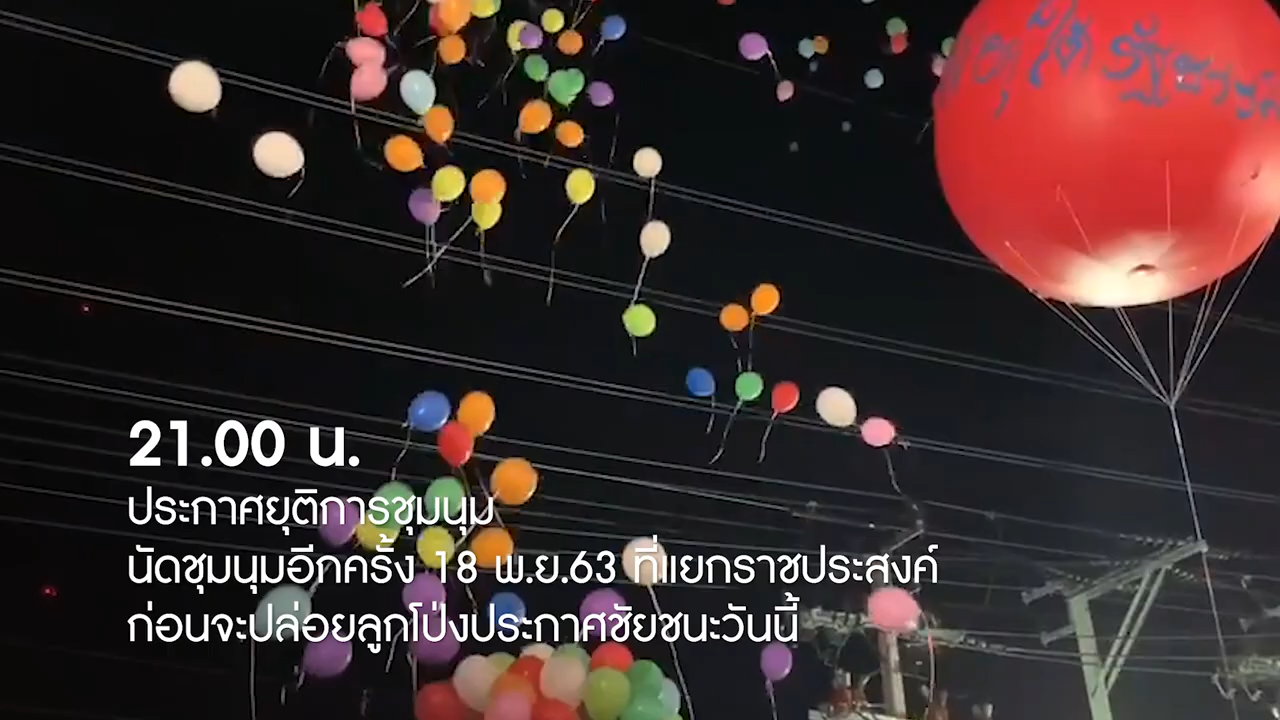 21.00 น.
ประกาศยุติการชุมนุม
นัดชุมนุมอีกครั้ง 18 พ.ย.63 ที่แยกราชประสงค์
ก่อนจะปล่อยลูกโป่งประกาศชัยชนะวันนี้